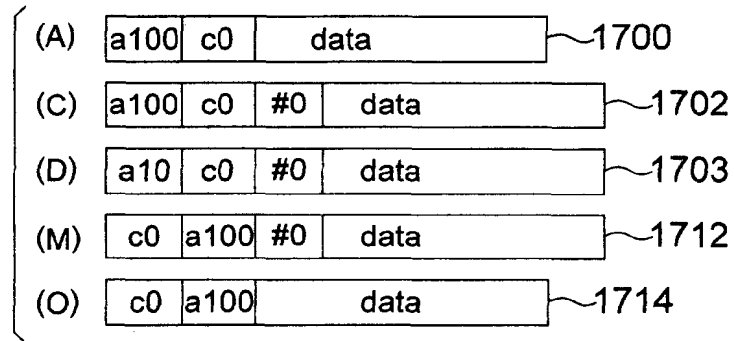 (A) a100 c0 data 1700
(C) a100 c0 #0 data 1702
(D) a10 c0 #0 data 1703
(M) c0 a100 #0 data 1712
(O) c0 a100 data 1714